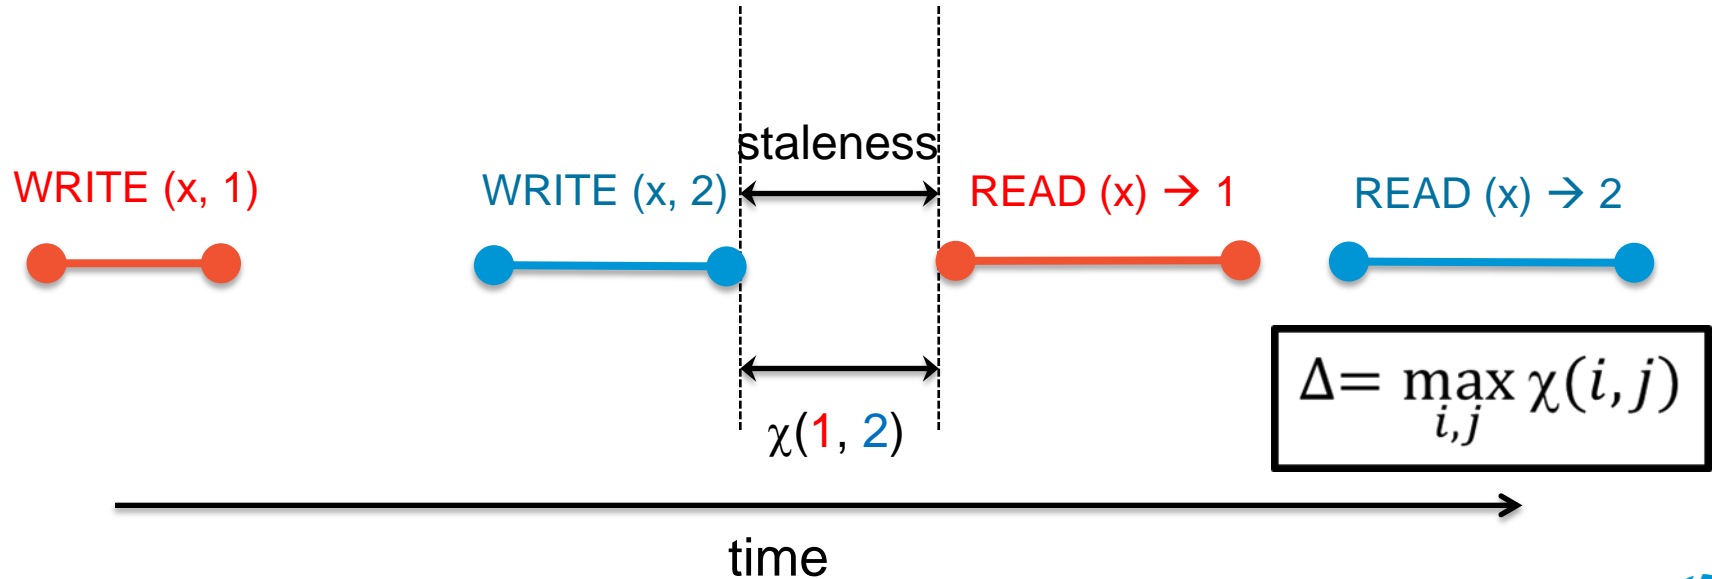 staleness
WRITE (x, 1)
WRITE (x, 2)
READ (x) → 1
READ (x) → 2
χ(1, 2)
Δ= max χ(i, j)
i,j
time